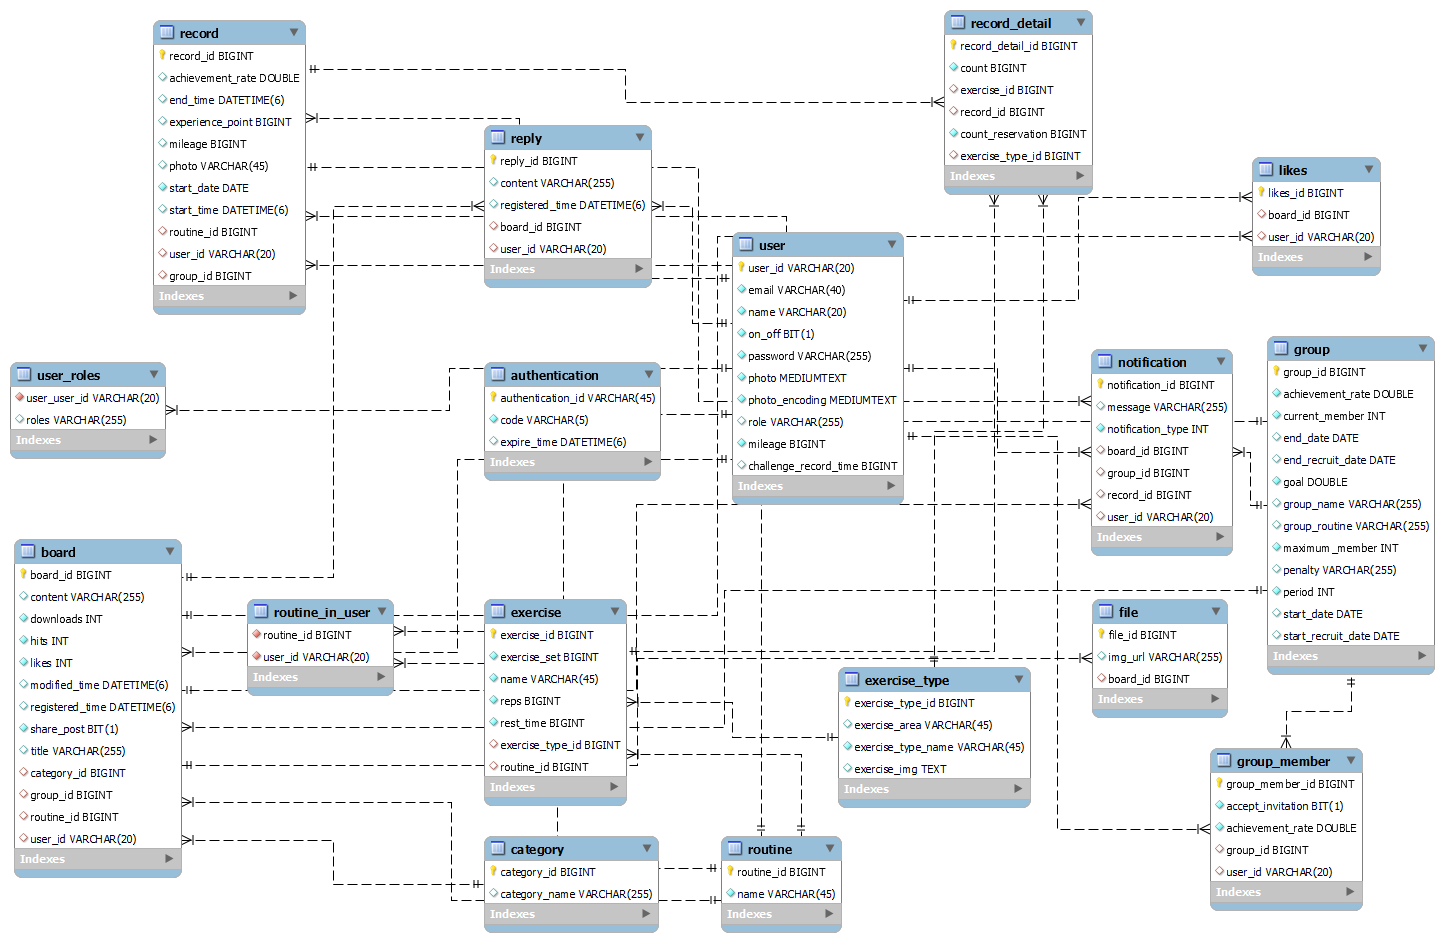 record
record_id BIGINT
achievement_rate DOUBLE
end_time DATETIME(6)
experience_point BIGINT
mileage BIGINT
photo VARCHAR(45)
start_date DATE
start_time DATETIME(6)
routine_id BIGINT
user_id VARCHAR(20)
group_id BIGINT
Indexes
reply
reply_id BIGINT
content VARCHAR(255)
registered_time DATETIME(6)
board_id BIGINT
user_id VARCHAR(20)
Indexes
record_detail
record_detail_id BIGINT
count BIGINT
exercise_id BIGINT
record_id BIGINT
count_reservation BIGINT
exercise_type_id BIGINT
Indexes
likes
likes_id BIGINT
board_id BIGINT
user_id VARCHAR(20)
Indexes
user
user_id VARCHAR(20)
email VARCHAR(40)
name VARCHAR(20)
on_off BIT(1)
password VARCHAR(255)
photo MEDIUMTEXT
photo_encoding MEDIUMTEXT
role VARCHAR(255)
mileage BIGINT
challenge_record_time BIGINT
Indexes
user_roles
user_user_id VARCHAR(20)
roles VARCHAR(255)
Indexes
authentication
authentication_id VARCHAR(45)
code VARCHAR(5)
expire_time DATETIME(6)
Indexes
notification
notification_id BIGINT
message VARCHAR(255)
notification_type INT
board_id BIGINT
group_id BIGINT
record_id BIGINT
user_id VARCHAR(20)
Indexes
group
group_id BIGINT
achievement_rate DOUBLE
current_member INT
end_date DATE
end_recruit_date DATE
goal DOUBLE
group_name VARCHAR(255)
group_routine VARCHAR(255)
maximum_member INT
penalty VARCHAR(255)
period INT
start_date DATE
start_recruit_date DATE
Indexes
board
board_id BIGINT
content VARCHAR(255)
downloads INT
hits INT
likes INT
modified_time DATETIME(6)
registered_time DATETIME(6)
share_post BIT(1)
title VARCHAR(255)
category_id BIGINT
group_id BIGINT
routine_id BIGINT
user_id VARCHAR(20)
Indexes
routine_in_user
routine_id BIGINT
user_id VARCHAR(20)
Indexes
exercise
exercise_id BIGINT
exercise_set BIGINT
name VARCHAR(45)
reps BIGINT
rest_time BIGINT
exercise_type_id BIGINT
routine_id BIGINT
Indexes
exercise_type
exercise_type_id BIGINT
exercise_area VARCHAR(45)
exercise_type_name VARCHAR(45)
exercise_img TEXT
Indexes
file
file_id BIGINT
img_url VARCHAR(255)
board_id BIGINT
Indexes
group_member
group_member_id BIGINT
accept_invitation BIT(1)
achievement_rate DOUBLE
group_id BIGINT
user_id VARCHAR(20)
Indexes
category
category_id BIGINT
category_name VARCHAR(255)
Indexes
routine
routine_id BIGINT
name VARCHAR(45)
Indexes